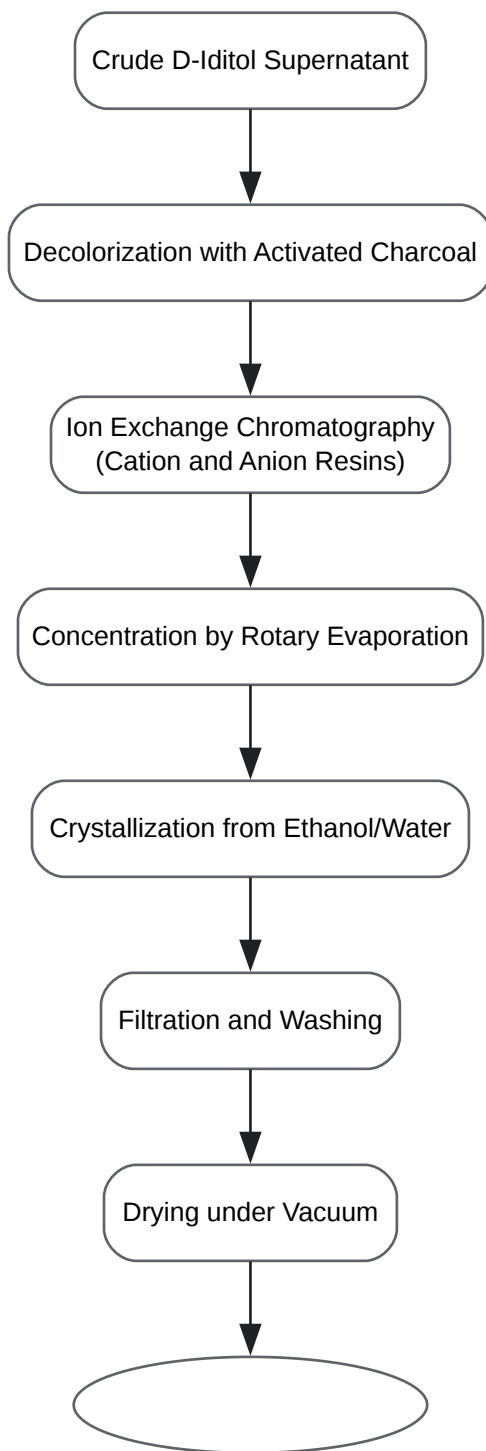 Crude D-Iditol Supernatant
Decolorization with Activated Charcoal
Ion Exchange Chromatography
(Cation and Anion Resins)
Concentration by Rotary Evaporation
Crystallization from Ethanol/Water
Filtration and Washing
Drying under Vacuum